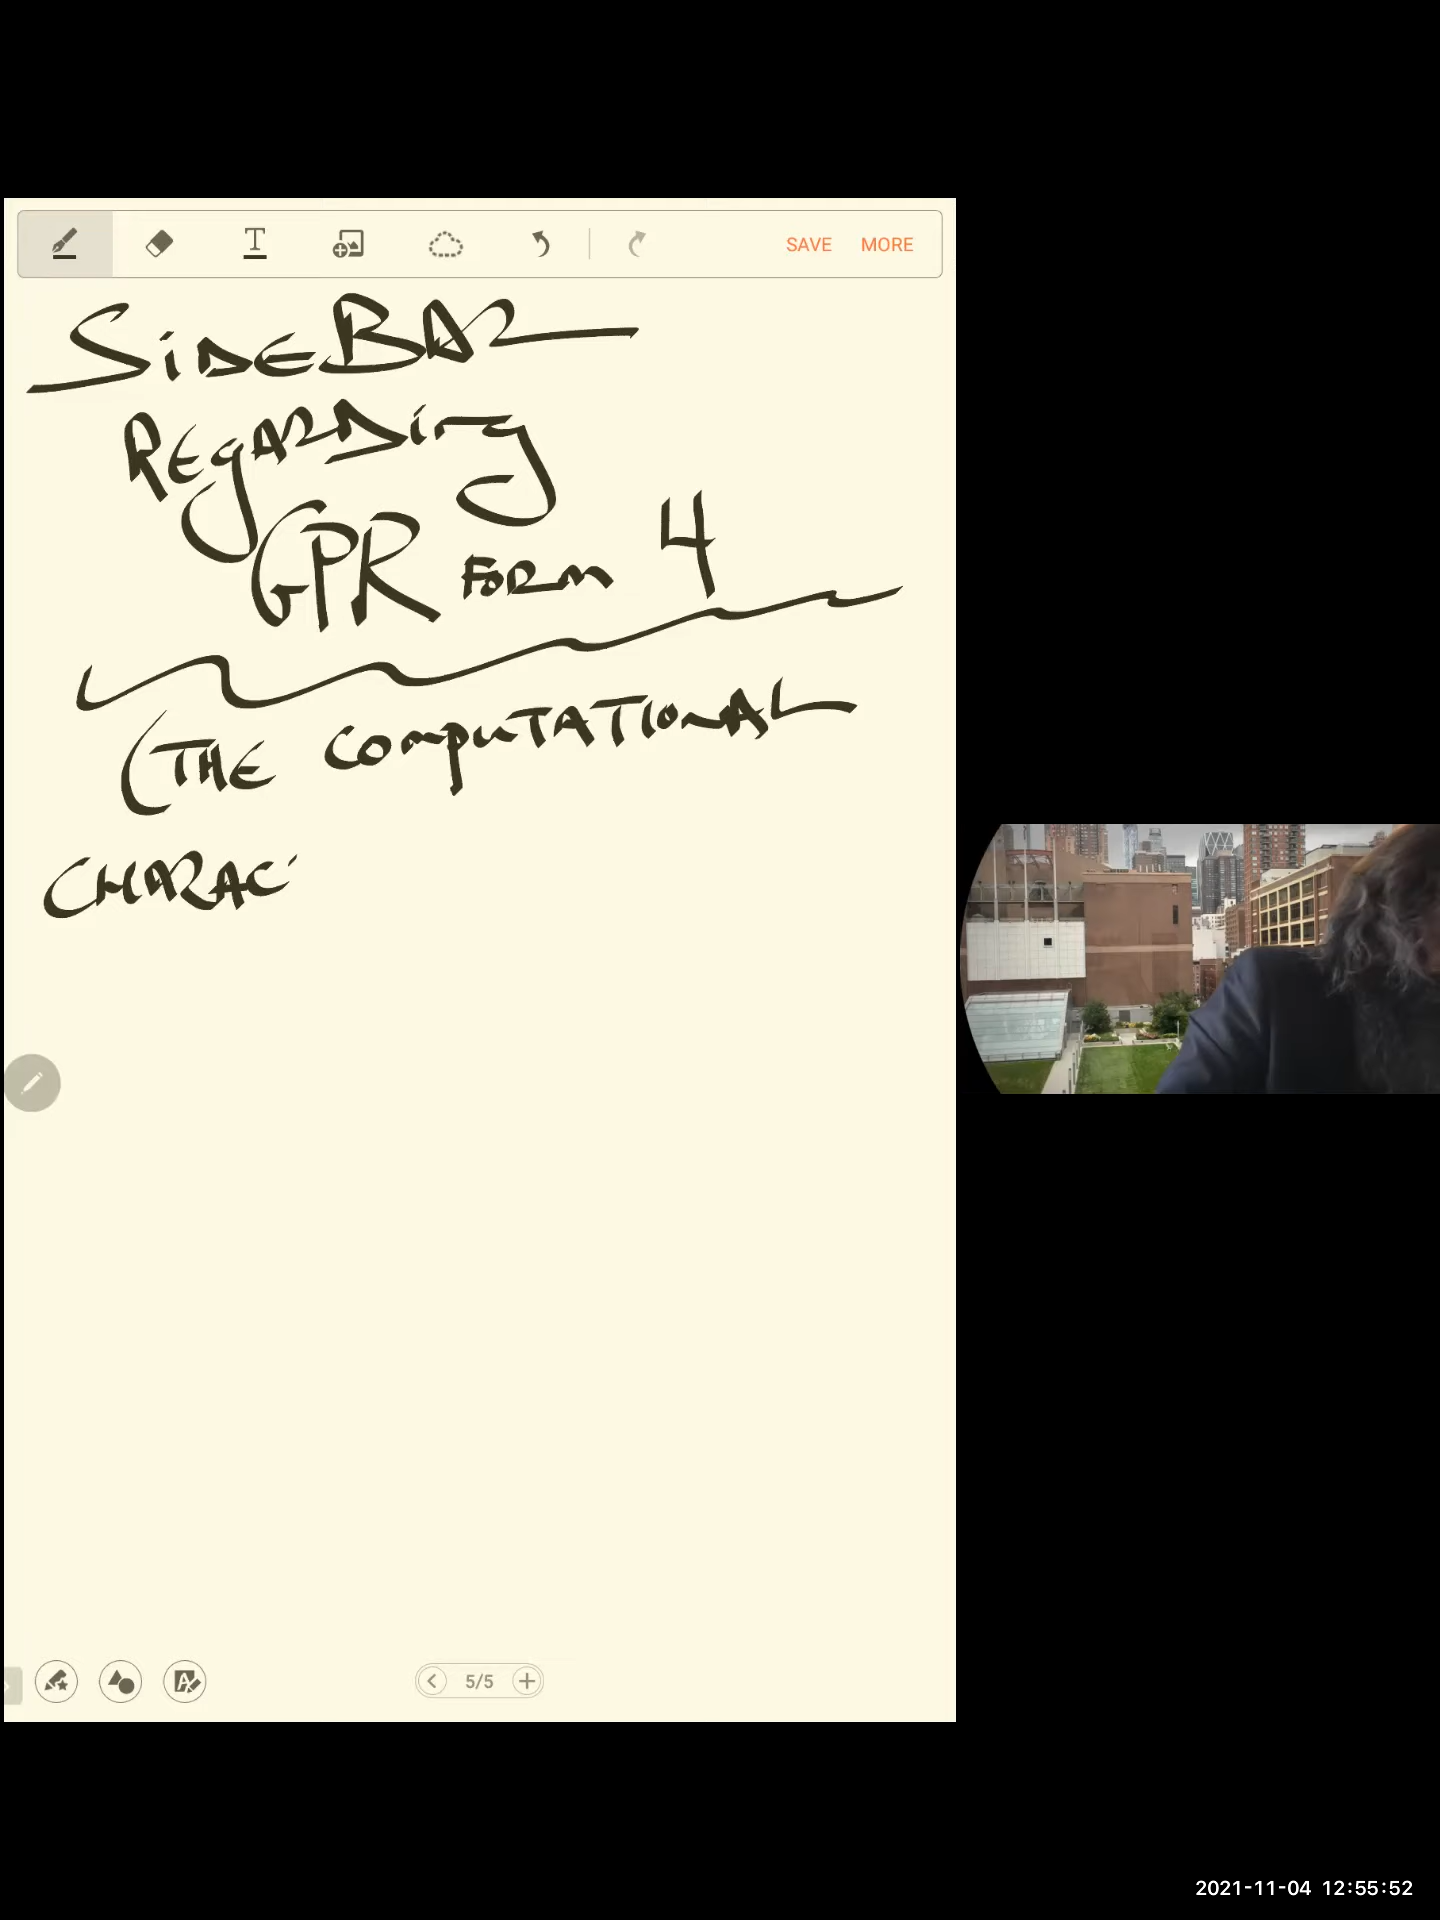 T
SAVE MORE
SiDEBAR
REgARDing
GPR FORM 4
(THE COMPUTATIONAL
CHARAC
A
5/5
2021-11-04 12:55:52